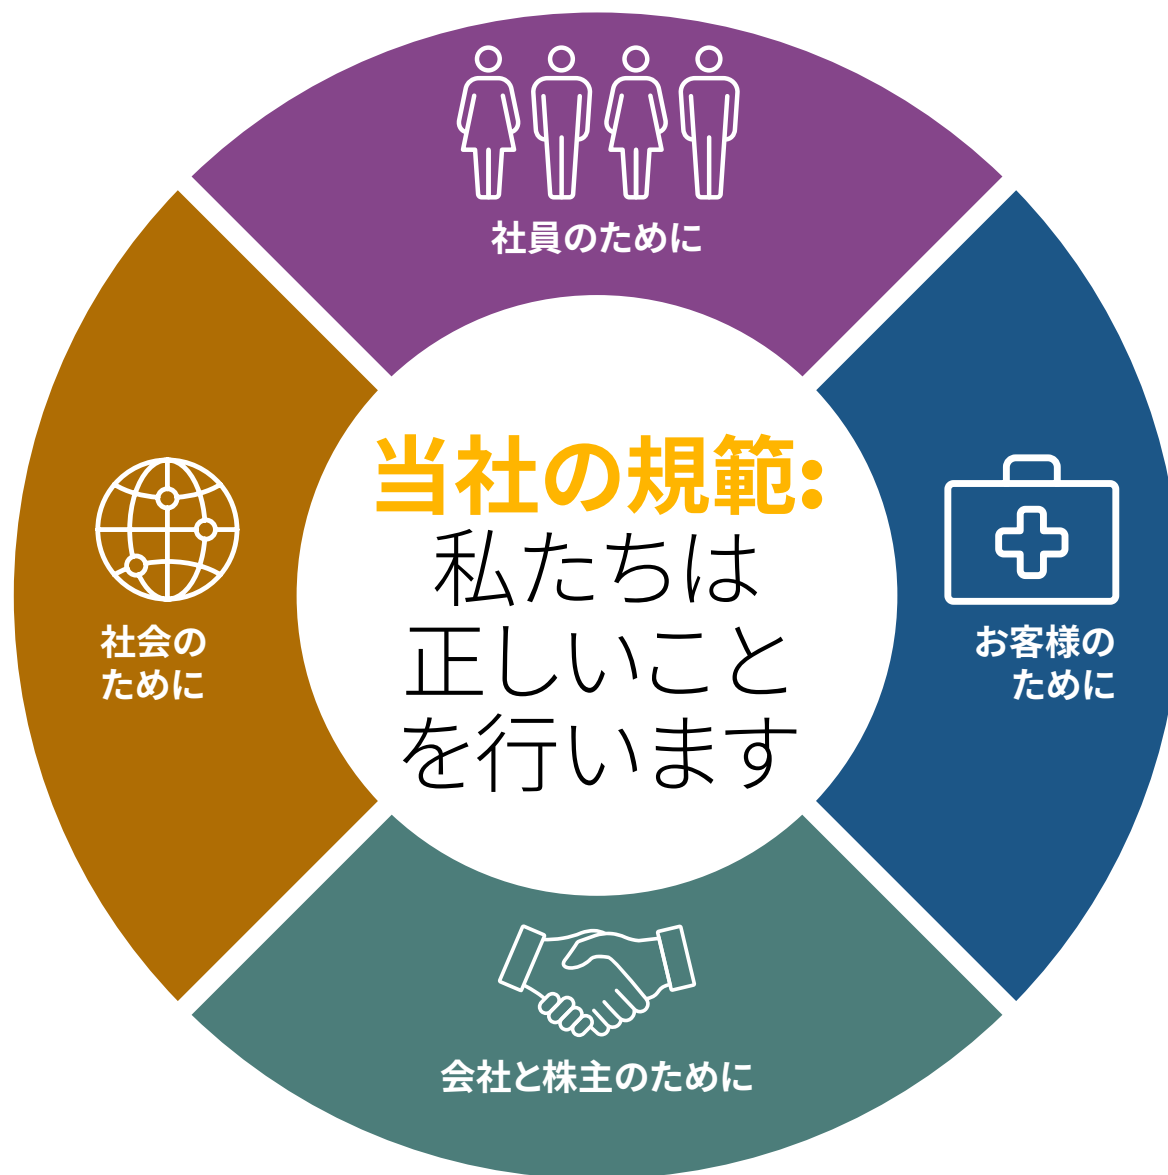 社員のために
当社の規範:
私たちは
正しいこと
を行います
社会の
ために
お客様の
ために
会社と株主のために